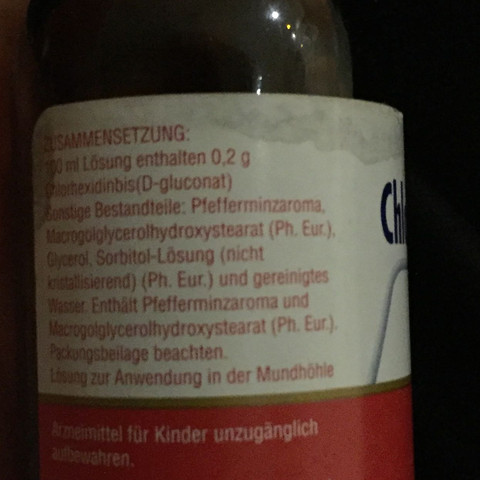 ZUSAMMENSETZUNG:
100 ml Lösung enthalten 0,2 g
Chlorhexidinbis(D-gluconat)
Sonstige Bestandteile: Pfefferminzaroma,
Macrogolglycerolhydroxystearat (Ph. Eur.),
Glycerol, Sorbitol-Lösung (nicht
kristallisierend) (Ph. Eur.) und gereinigtes
Wasser. Enthält Pfefferminzaroma und
Macrogolglycerolhydroxystearat (Ph. Eur.).
Packungsbeilage beachten.
Lösung zur Anwendung in der Mundhöhle
Arzneimittel für Kinder unzugänglich
aufbewahren.